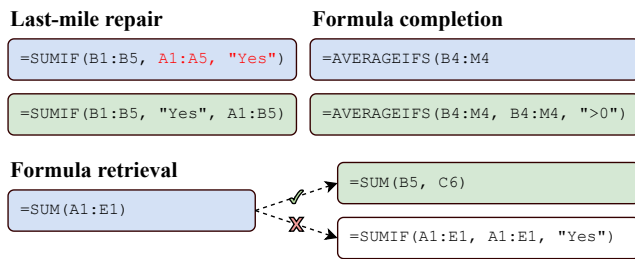 Last-mile repair
=SUMIF(B1:B5, A1:A5, "Yes")
=SUMIF(B1:B5, "Yes", A1:B5)
Formula completion
=AVERAGEIFS(B4:M4
=AVERAGEIFS(B4:M4, B4:M4, ">0")
Formula retrieval
=SUM(A1:E1)
=SUM(B5, C6)
=SUMIF(A1:E1, A1:E1, "Yes")